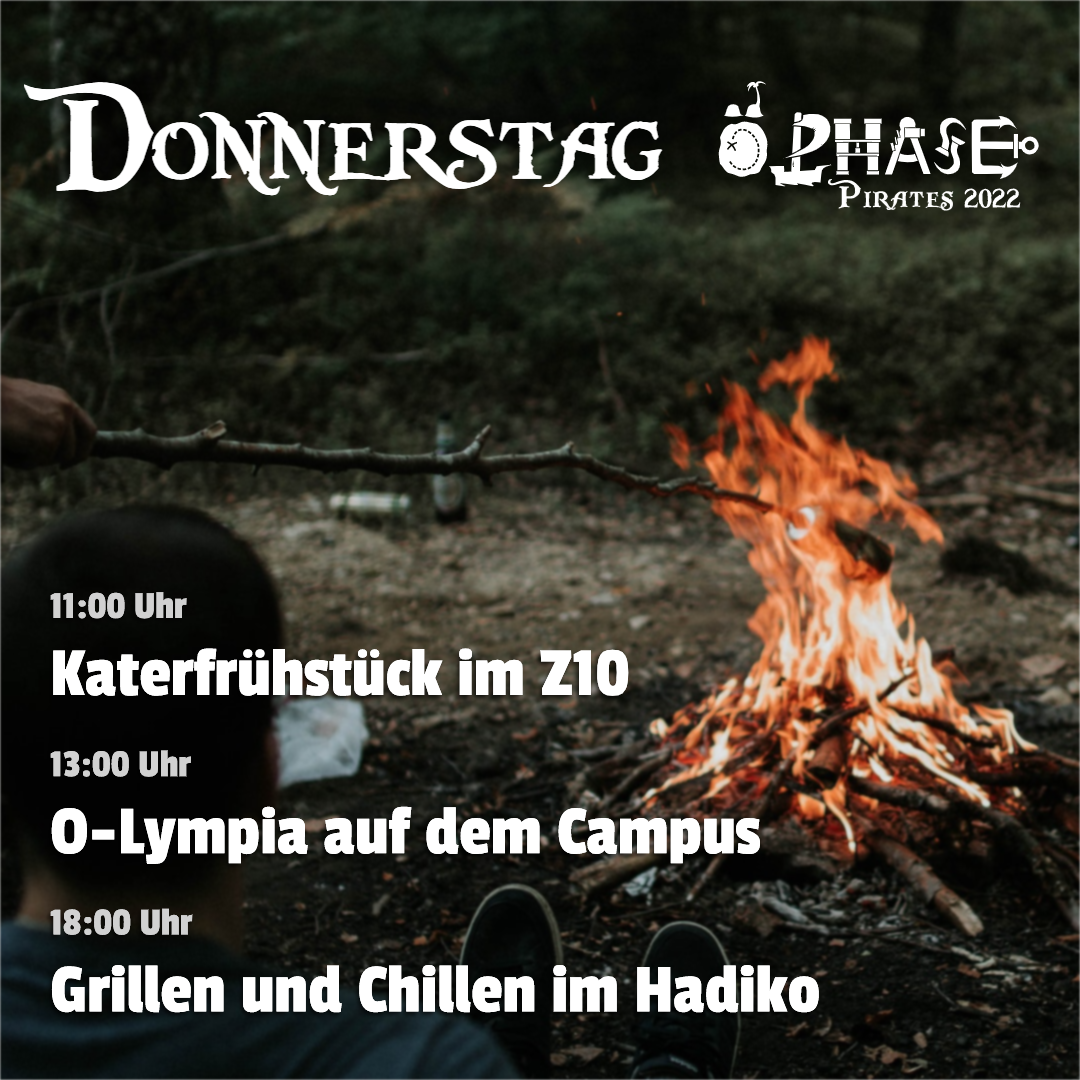 Donnerstag
Ö Phase
Pirates 2022
11:00 Uhr
Katerfrühstück im Z10
13:00 Uhr
O-Lympia auf dem Campus
18:00 Uhr
Grillen und Chillen im Hadiko